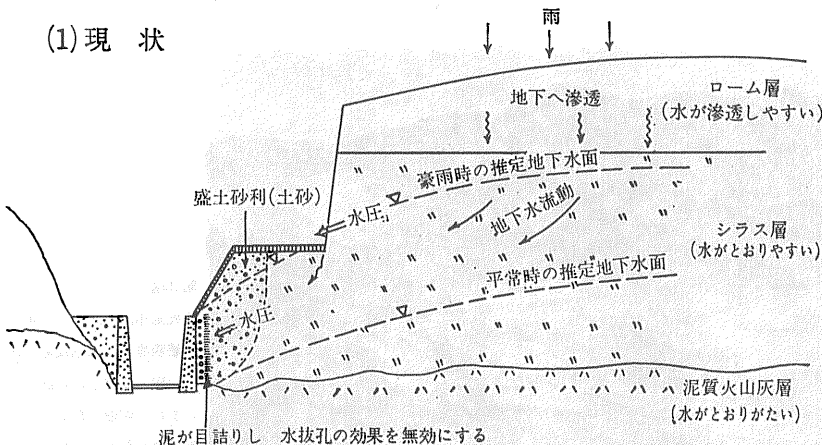 (1)現 状
雨
地下へ滲透
ローム層
(水が滲透しやすい)
豪雨時の推定地下水面
盛土砂利(土砂)
水圧
地下水流動
シラス層
(水がとおりやすい)
平常時の推定地下水面
水圧
泥質火山灰層
(水がとおりがたい)
泥が目詰りし 水抜孔の効果を無効にする